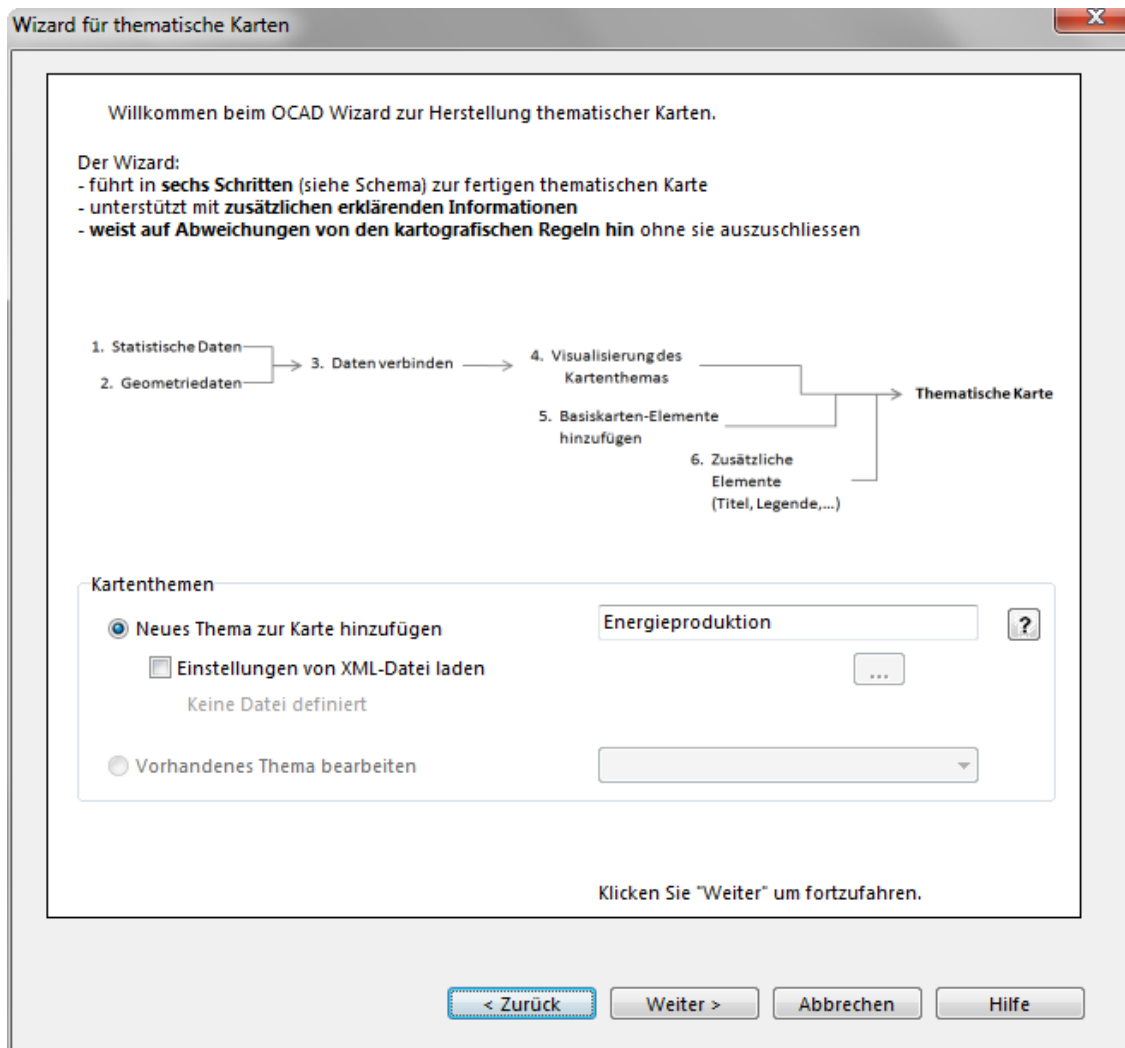 Wizard für thematische Karten
X
Willkommen beim OCAD Wizard zur Herstellung thematischer Karten.
Der Wizard:
- führt in sechs Schritten (siehe Schema) zur fertigen thematischen Karte
- unterstützt mit zusätzlichen erklärenden Informationen
- weist auf Abweichungen von den kartografischen Regeln hin ohne sie auszuschliessen
1. Statistische Daten
2. Geometriedaten
3. Daten verbinden
4. Visualisierung des
Kartenthemas
5. Basiskarten-Elemente
hinzufügen
6. Zusätzliche
Elemente
(Titel, Legende,...)
Thematische Karte
Kartenthemen
Neues Thema zur Karte hinzufügen
Energieproduktion
?
Einstellungen von XML-Datei laden
...
Keine Datei definiert
Vorhandenes Thema bearbeiten
Klicken Sie "Weiter" um fortzufahren.
< Zurück
Weiter >
Abbrechen
Hilfe